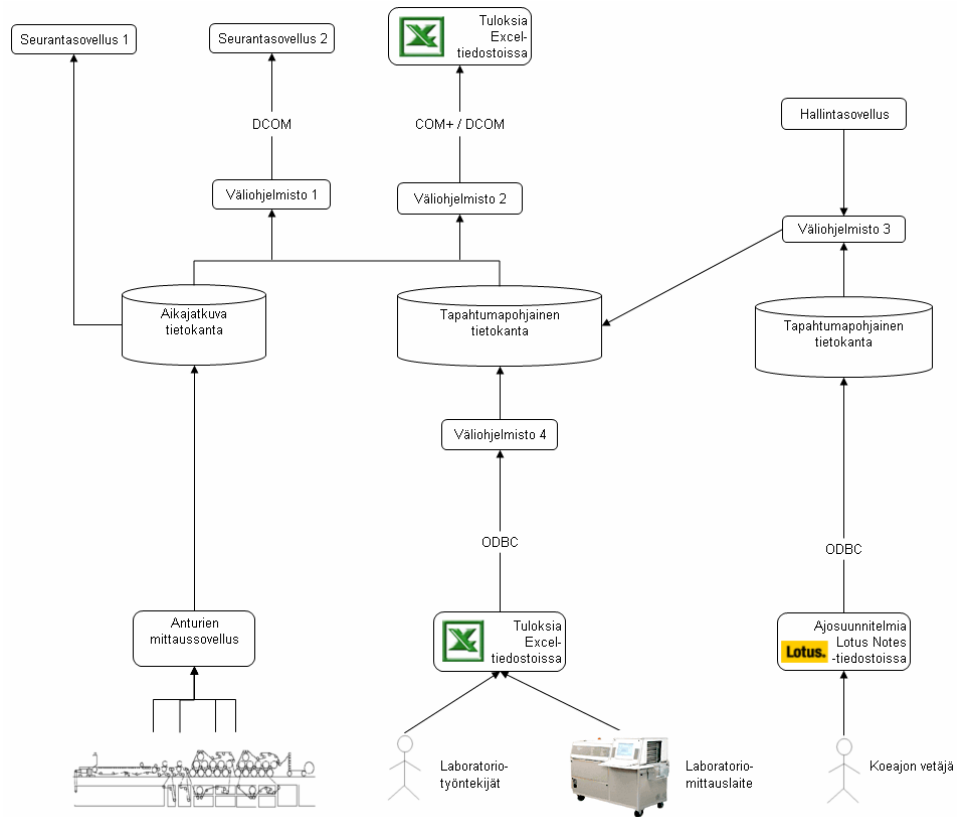 Seurantasovellus 1
Seurantasovellus 2
Tuloksia
Excel-
tiedostoissa
DCOM
COM+ / DCOM
Hallintasovellus
Väliohjelmisto 1
Väliohjelmisto 2
Väliohjelmisto 3
Aikajatkuva
tietokanta
Tapahtumapohjainen
tietokanta
Tapahtumapohjainen
tietokanta
Väliohjelmisto 4
ODBC
ODBC
Anturien
mittaussovellus
Tuloksia
Excel-
tiedostoissa
Lotus.
Ajosuunnitelmia
Lotus Notes
-tiedostoissa
Laboratorio-
työntekijät
Laboratorio-
mittauslaite
Koeajon vetäjä